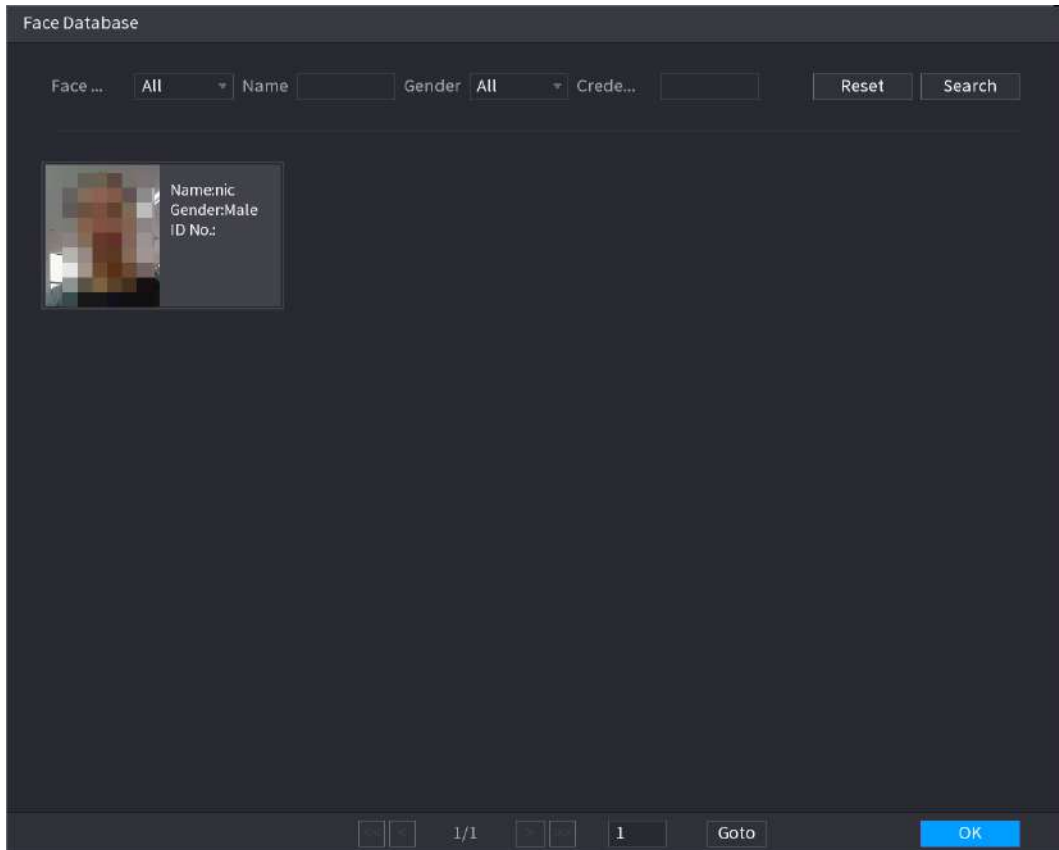 Face Database
Face ... All Name Gender All Crede... Reset Search
Name:nic
Gender:Male
ID No.:
<< < 1/1 > >> 1 Goto OK